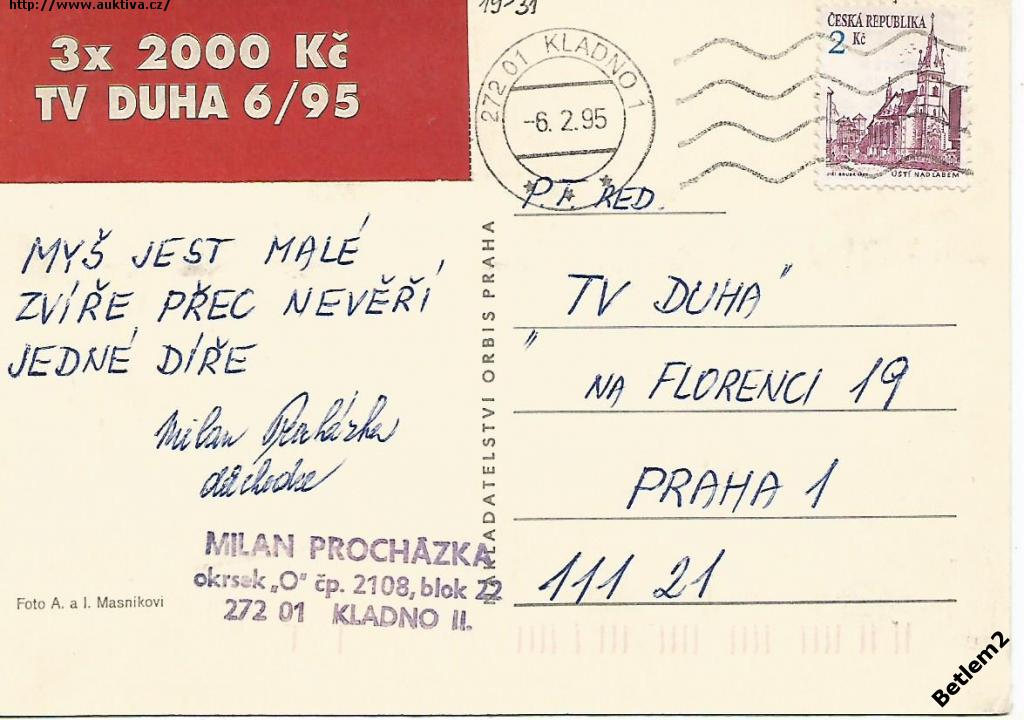 http://www.auktiva.cz/
19-31
3x 2000 Kč
TV DUHA 6/95
272 01 KLADNO 1
-6. 2. 95
ČESKÁ REPUBLIKA
2 Kč
ÚSTÍ NAD LABEM
MYŠ JEST MALÉ
ZVÍŘE, PŘEC NEVĚŘÍ
JEDNÉ DÍŘE
Milan Procházka
důchodce
MILAN PROCHÁZKA
okrsek „O" čp. 2108, blok 22
272 01 KLADNO II.
Foto A. a I. Masníkovi
NAKLADATELSTVÍ ORBIS PRAHA
P.T. RED.
TV DUHA"
" NA FLORENCI 19
PRAHA 1
111 21
Betlem2